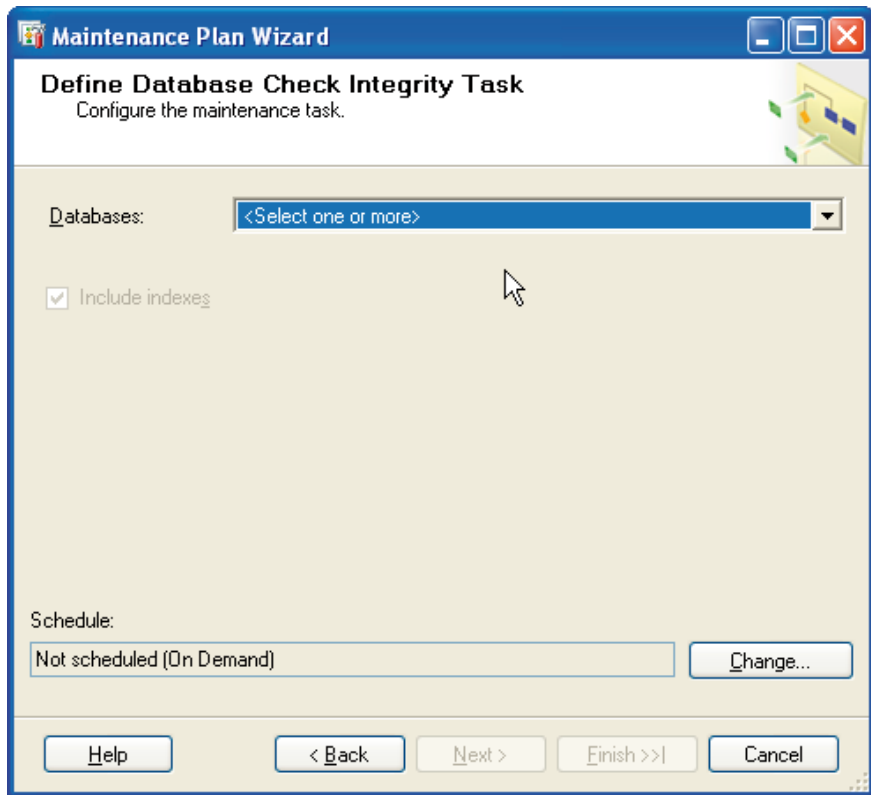 Maintenance Plan Wizard
Define Database Check Integrity Task
Configure the maintenance task.
Databases: <Select one or more>
Include indexes
Schedule:
Not scheduled (On Demand) Change...
Help < Back Next > Finish >>| Cancel